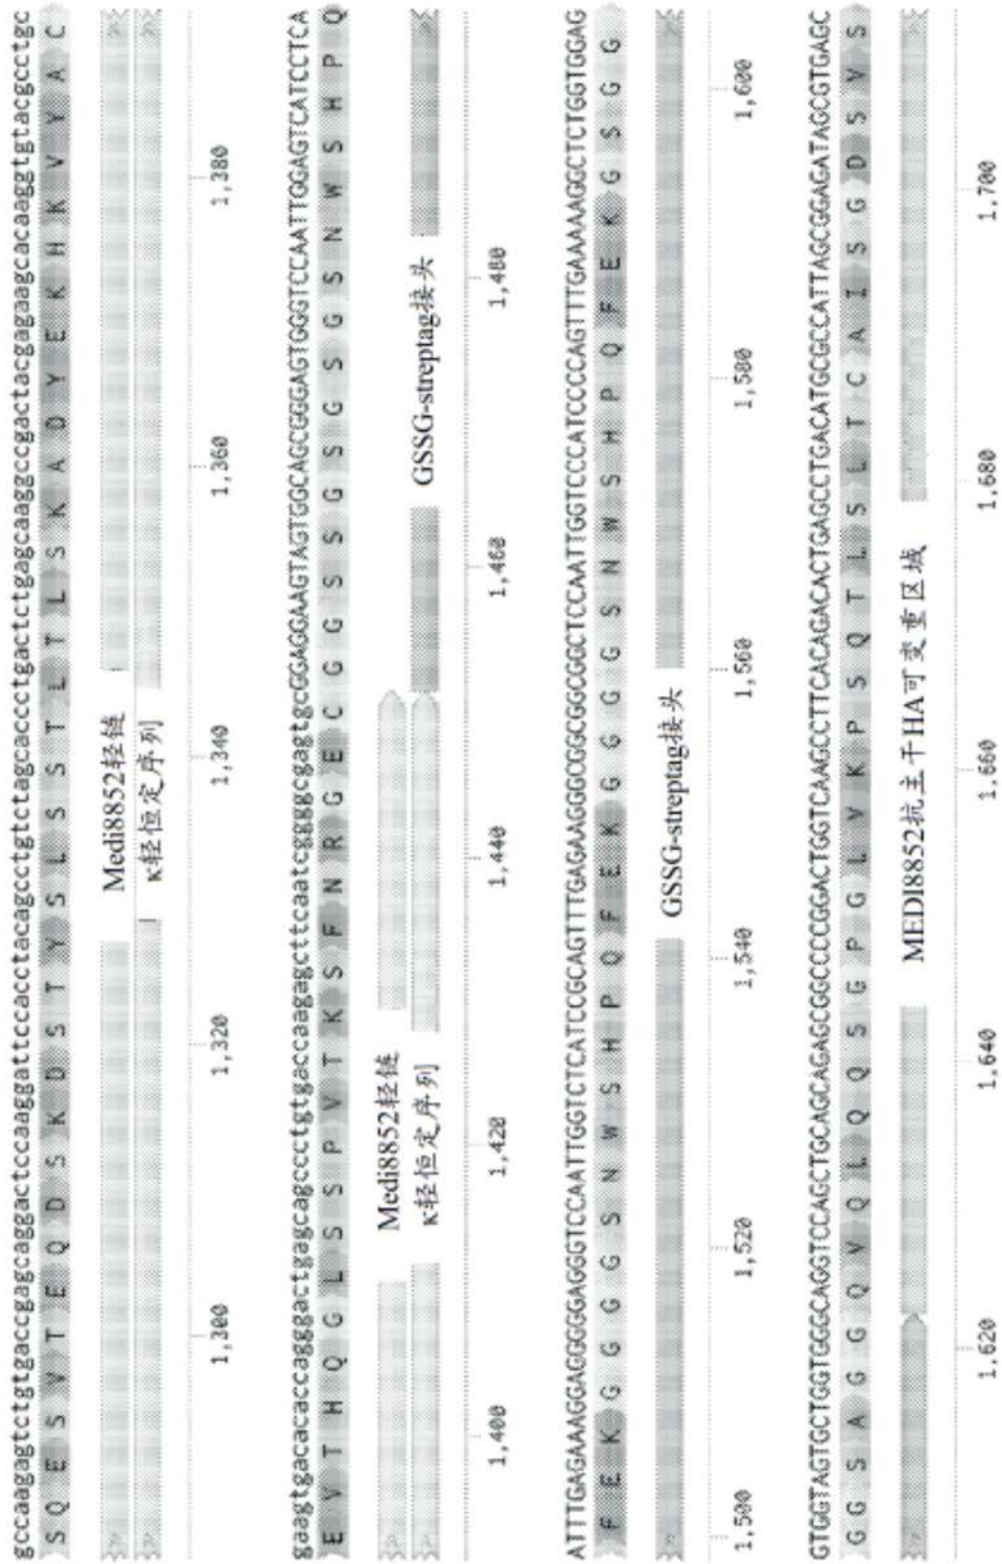 gccaagagtctgtgaccgagcaggactccaaggattccacctacagcctgtctagcaccctgactctgagcaaggccgactacgagaagcacaaggtgtacgcctgc
S Q E S V T E Q D S K D S T Y S L S S T L T L S K A D Y E K H K V Y A C
Medi8852轻链
κ轻恒定序列
1,300 1,320 1,340 1,360 1,380
gaagtgacacaccagggactgagcagccctgtgaccaagagcttcaatcggggcgagtgcGGAGGAAGTAGTGGCAGCGGGAGTGGGTCCAATTGGAGTCATCCTCA
E V T H Q G L S S P V T K S F N R G E C G G S S G S G S G S N W S H P Q
Medi8852轻链
κ轻恒定序列 GSSG-streptag接头
1,400 1,420 1,440 1,460 1,480
ATTTGAGAAAGGAGGGGGAGGGTCCAATTGGTCTCATCCGCAGTTTGAGAAGGGCGGCGGCGGCTCCAATTGGTCCCATCCCCAGTTTGAAAAAGGCTCTGGTGGAG
F E K G G G G S N W S H P Q F E K G G G G S N W S H P Q F E K G S G G
GSSG-streptag接头
1,500 1,520 1,540 1,560 1,580 1,600
GTGGTAGTGCTGGTGGGCAGGTCCAGCTGCAGCAGAGCGGCCCCGGACTGGTCAAGCCTTCACAGACACTGAGCCTGACATGCGCCATTAGCGGAGATAGCGTGAGC
G G S A G G Q V Q L Q Q S G P G L V K P S Q T L S L T C A I S G D S V S
MEDI8852抗主干HA可变重区域
1,620 1,640 1,660 1,680 1,700